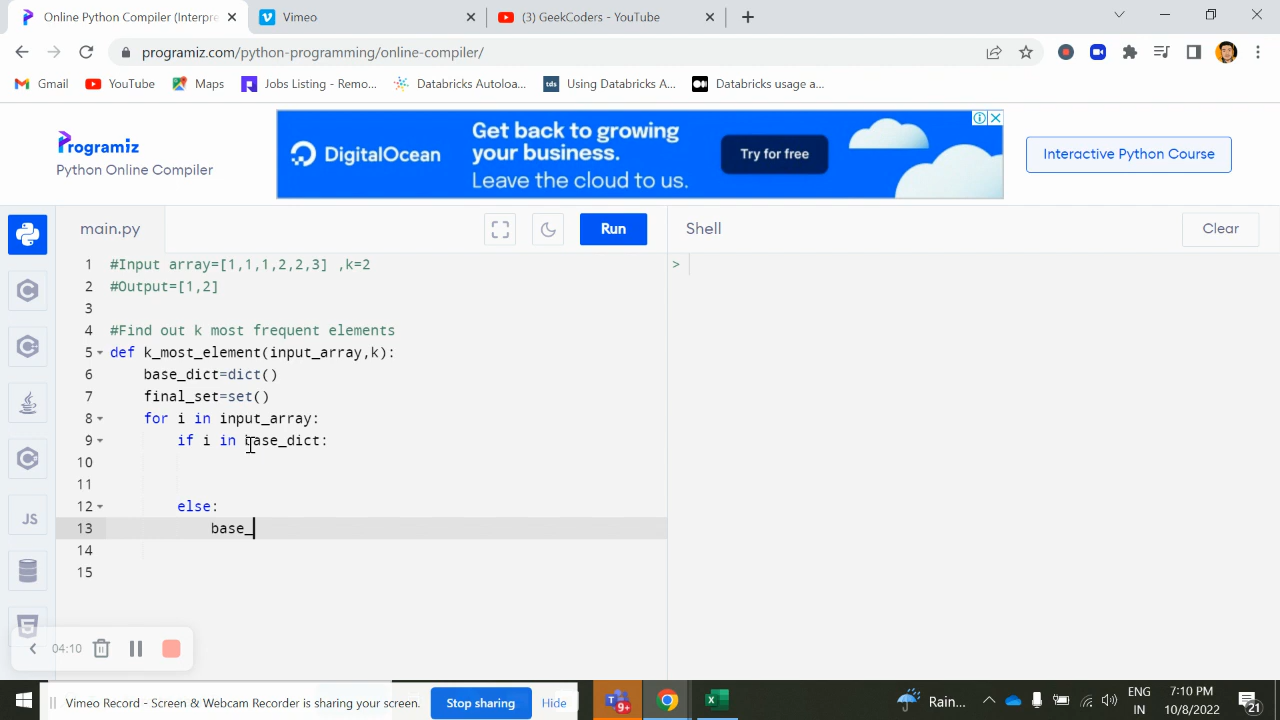 Online Python Compiler (Interpre
Vimeo
(3) GeekCoders - YouTube
programiz.com/python-programming/online-compiler/
Gmail
YouTube
Maps
Jobs Listing - Remo...
Databricks Autoloa...
tds
Using Databricks A...
Databricks usage a...
Programiz
Python Online Compiler
DigitalOcean
Get back to growing
your business.
Leave the cloud to us.
Try for free
Interactive Python Course
main.py
Run
Shell
Clear
1 #Input array=[1,1,1,2,2,3] ,k=2
2 #Output=[1,2]
3
4 #Find out k most frequent elements
5 def k_most_element(input_array,k):
6 base_dict=dict()
7 final_set=set()
8 for i in input_array:
9 if i in base_dict:
10
11
12 else:
13 base_
14
15
>
JS
04:10
Vimeo Record - Screen & Webcam Recorder is sharing your screen.
Stop sharing
Hide
9+
Rain...
ENG
IN
7:10 PM
10/8/2022
21